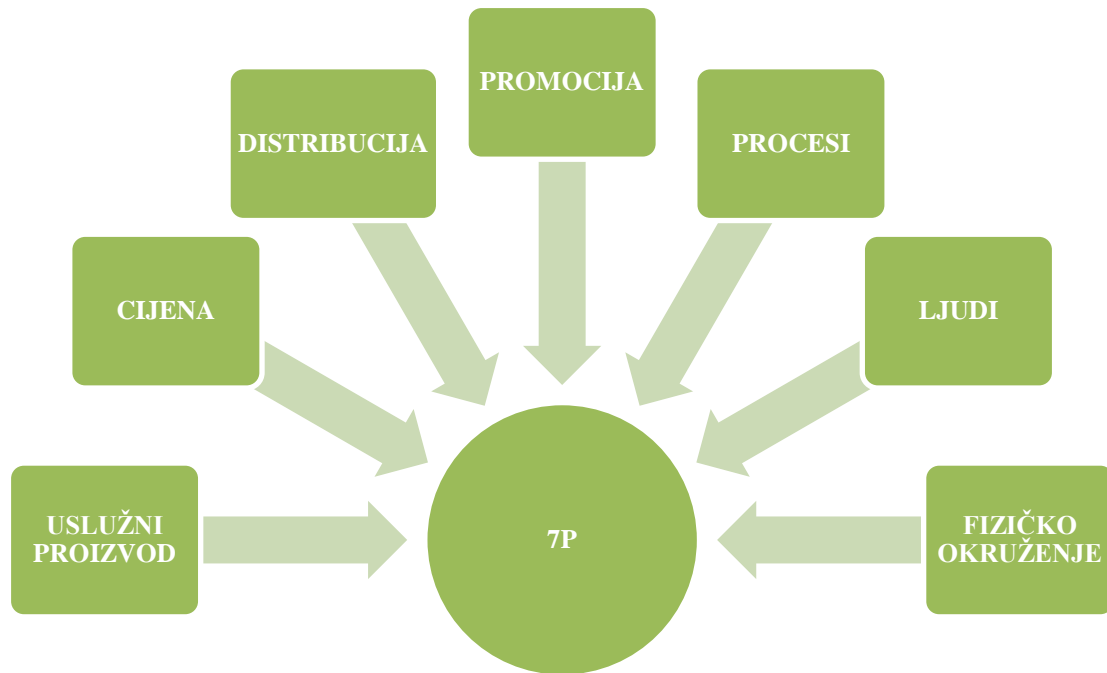 PROMOCIJA
DISTRIBUCIJA
PROCESI
CIJENA
LJUDI
USLUŽNI
PROIZVOD
7P
FIZIČKO
OKRUŽENJE